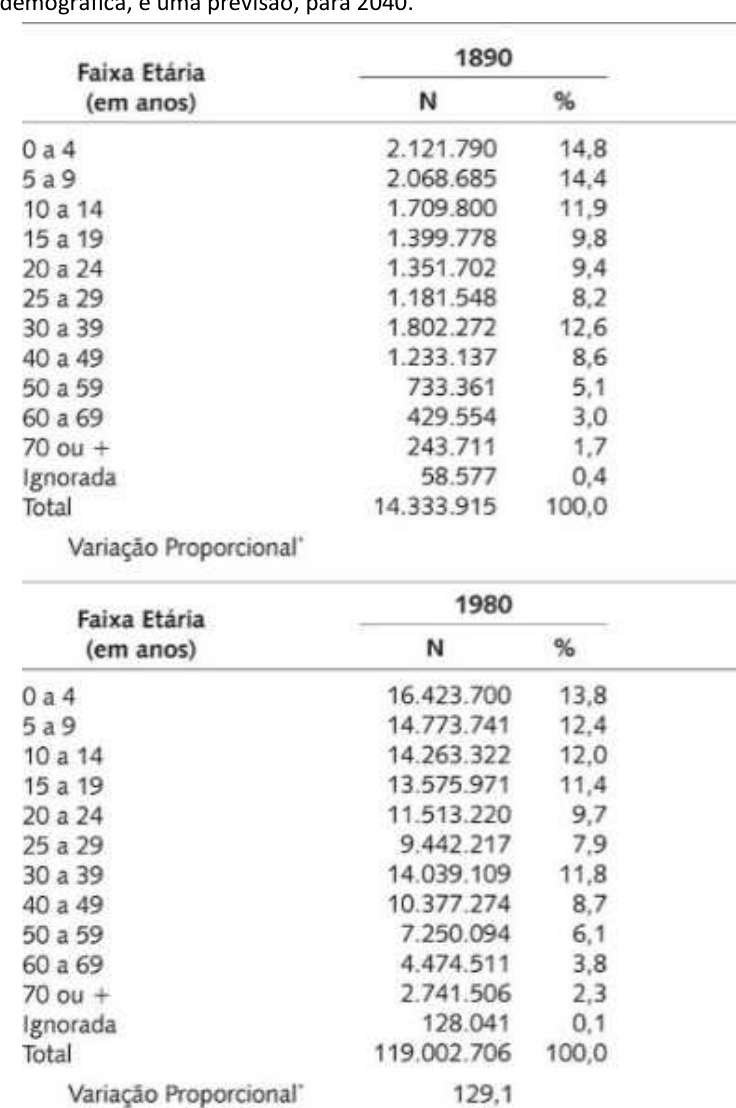 demográfica, e uma previsão, para 2040.
Faixa Etária (em anos) 1890
N %
0 a 4 2.121.790 14,8
5 a 9 2.068.685 14,4
10 a 14 1.709.800 11,9
15 a 19 1.399.778 9,8
20 a 24 1.351.702 9,4
25 a 29 1.181.548 8,2
30 a 39 1.802.272 12,6
40 a 49 1.233.137 8,6
50 a 59 733.361 5,1
60 a 69 429.554 3,0
70 ou + 243.711 1,7
Ignorada 58.577 0,4
Total 14.333.915 100,0
Variação Proporcional*
Faixa Etária (em anos) 1980
N %
0 a 4 16.423.700 13,8
5 a 9 14.773.741 12,4
10 a 14 14.263.322 12,0
15 a 19 13.575.971 11,4
20 a 24 11.513.220 9,7
25 a 29 9.442.217 7,9
30 a 39 14.039.109 11,8
40 a 49 10.377.274 8,7
50 a 59 7.250.094 6,1
60 a 69 4.474.511 3,8
70 ou + 2.741.506 2,3
Ignorada 128.041 0,1
Total 119.002.706 100,0
Variação Proporcional* 129,1